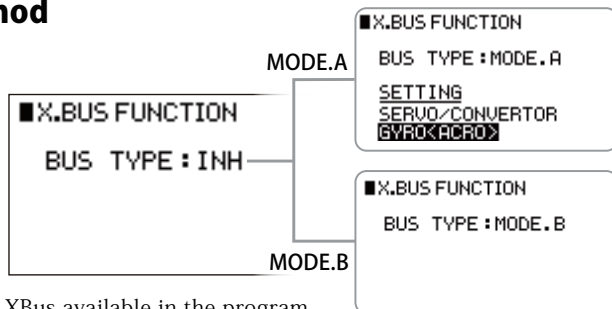 nod
■X.BUS FUNCTION
BUS TYPE:INH
MODE.A
■X.BUS FUNCTION
BUS TYPE:MODE.A
SETTING
SERVO/CONVERTOR
GYRO<ACRO>
MODE.B
■X.BUS FUNCTION
BUS TYPE:MODE.B
XBus available in the program